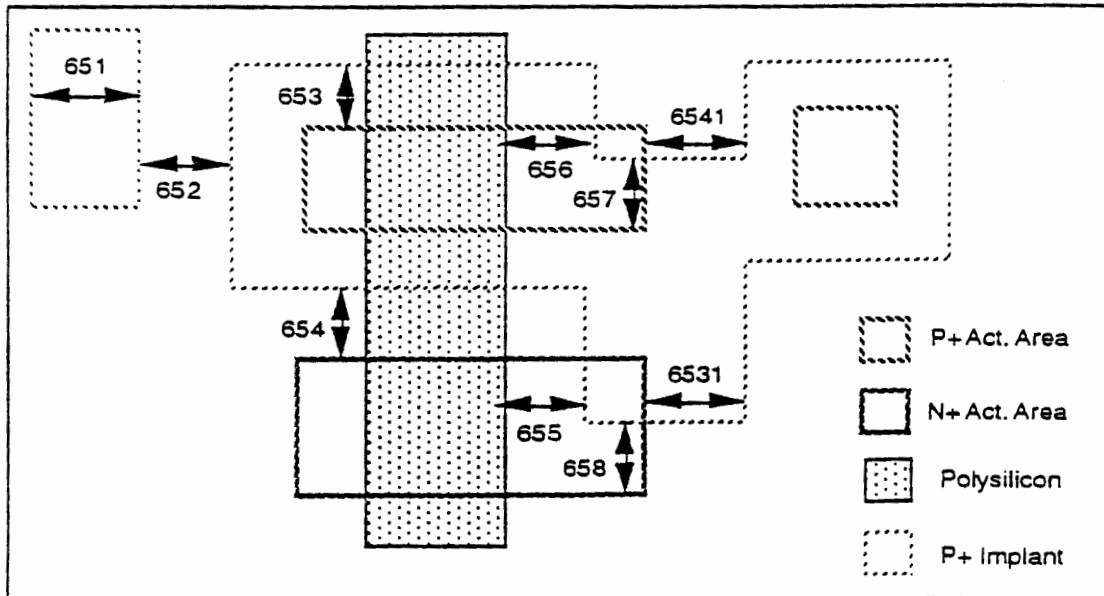 651
653
6541
652
656
657
654
6531
655
658
P+ Act. Area
N+ Act. Area
Polysilicon
P+ Implant